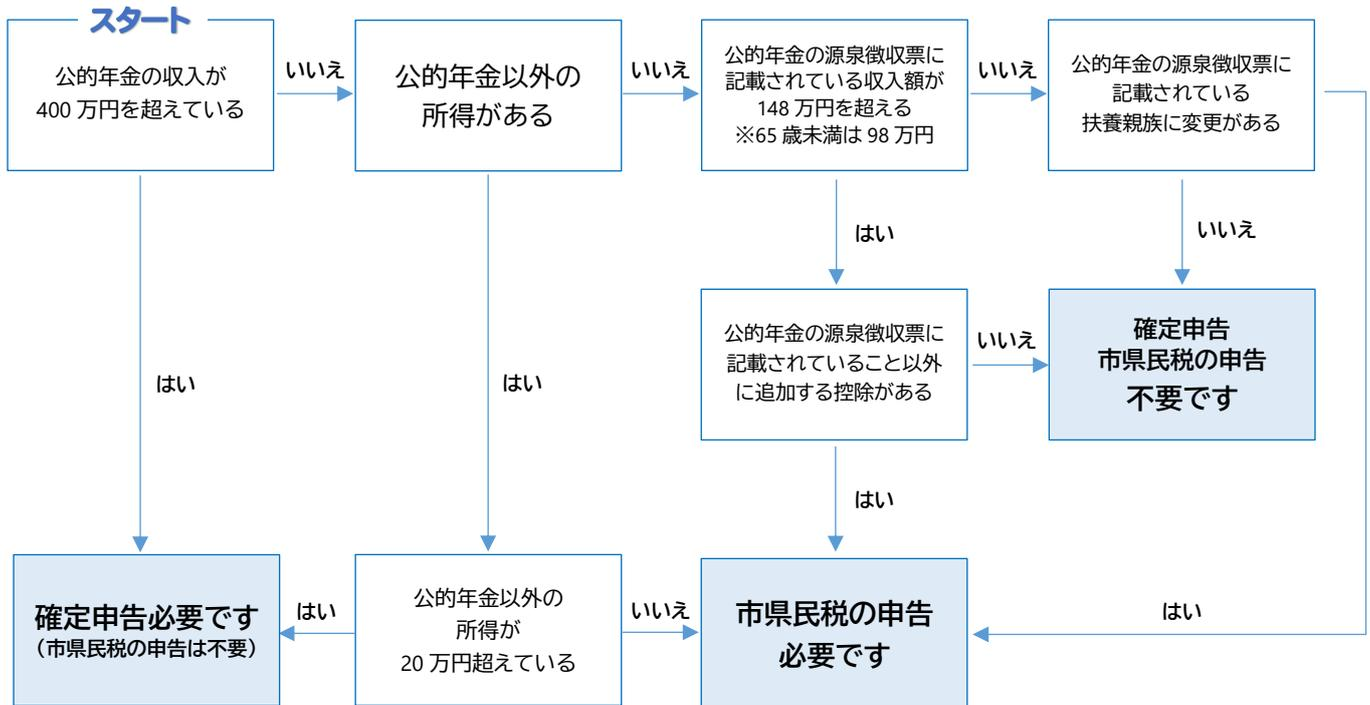 スタート
公的年金の収入が
400 万円を超えている
いいえ
公的年金以外の
所得がある
いいえ
公的年金の源泉徴収票に
記載されている収入額が
148 万円を超える
※65 歳未満は 98 万円
いいえ
公的年金の源泉徴収票に
記載されている
扶養親族に変更がある
はい
いいえ
公的年金の源泉徴収票に
記載されていること以外
に追加する控除がある
いいえ
確定申告
市県民税の申告
不要です
はい
はい
はい
確定申告必要です
（市県民税の申告は不要）
はい
公的年金以外の
所得が
20 万円超えている
いいえ
市県民税の申告
必要です
はい